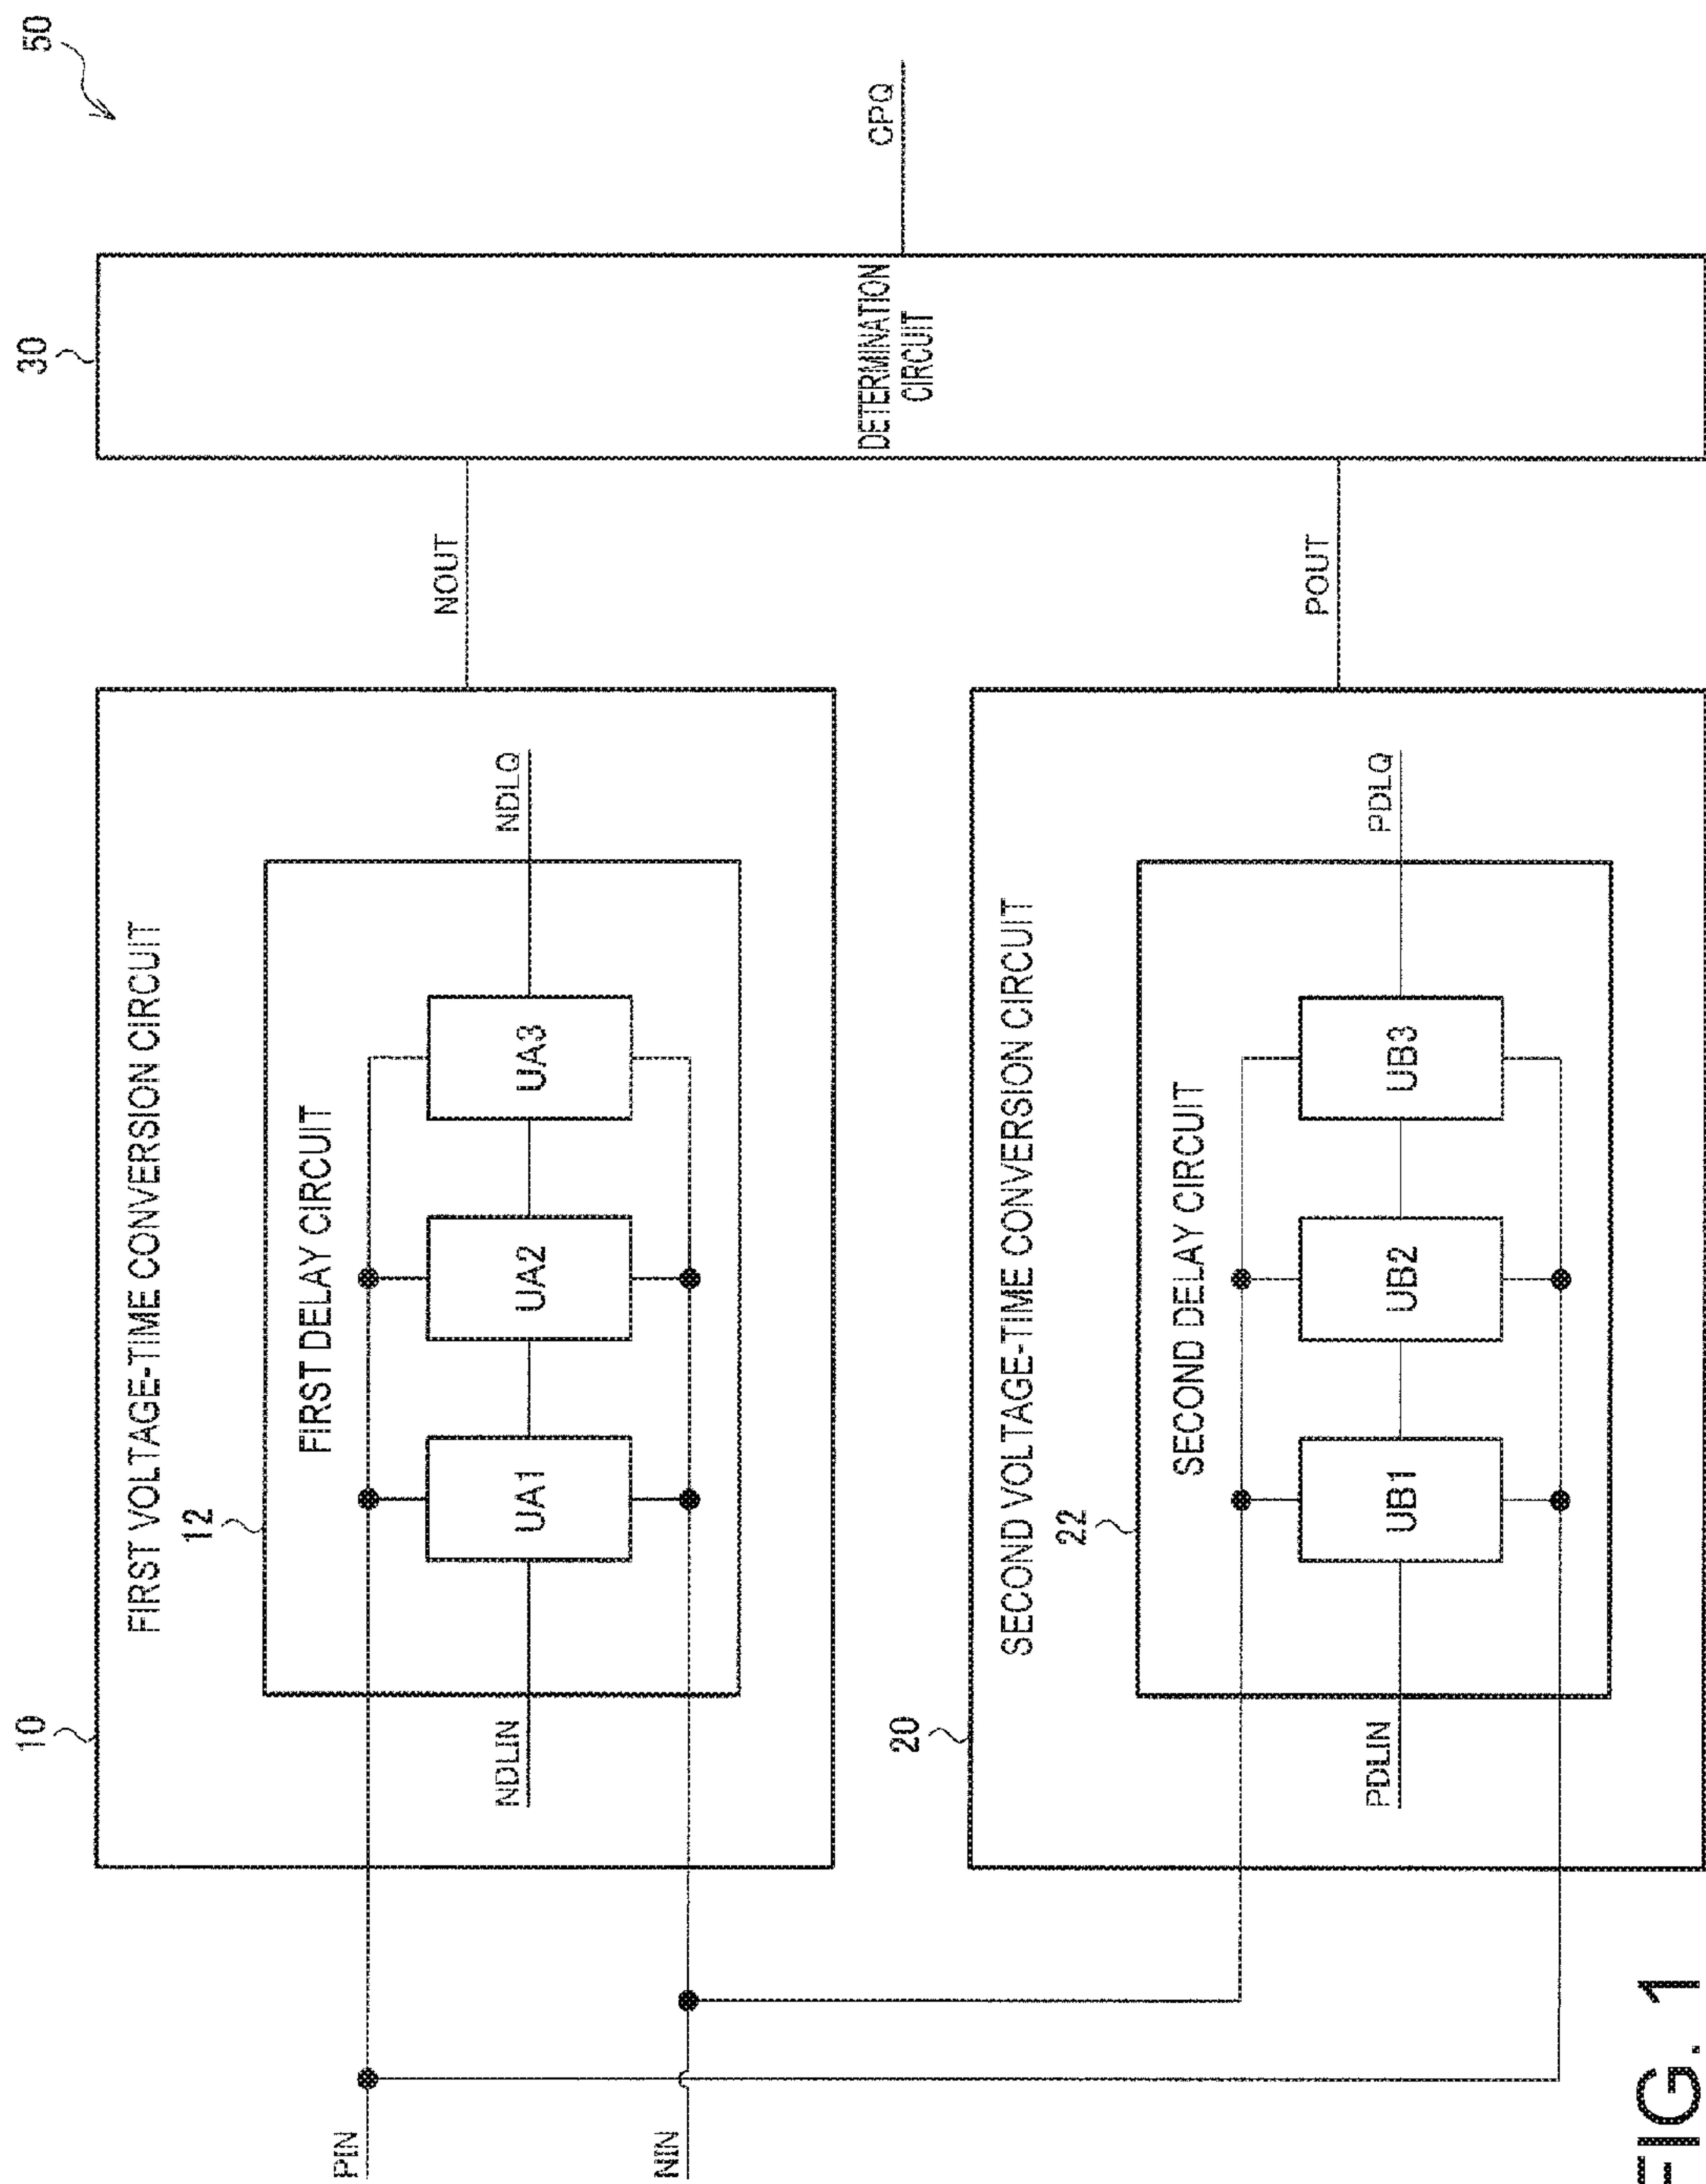 50
10
FIRST VOLTAGE-TIME CONVERSION CIRCUIT
12
FIRST DELAY CIRCUIT
PIN
NDLIN
UA1
UA2
UA3
NDLQ
NIN
NOUT
30
DETERMINATION
CIRCUIT
CPQ
20
SECOND VOLTAGE-TIME CONVERSION CIRCUIT
22
SECOND DELAY CIRCUIT
PDLIN
UB1
UB2
UB3
PDLQ
POUT
FIG. 1